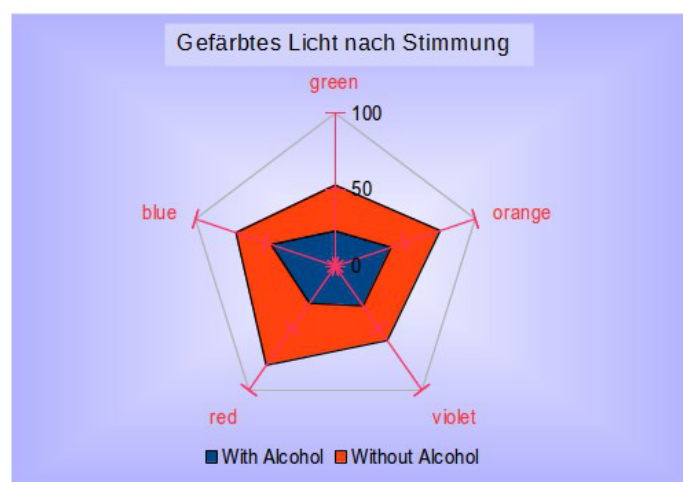 Gefärbtes Licht nach Stimmung
green
100
50
blue
orange
0
red
violet
With Alcohol Without Alcohol